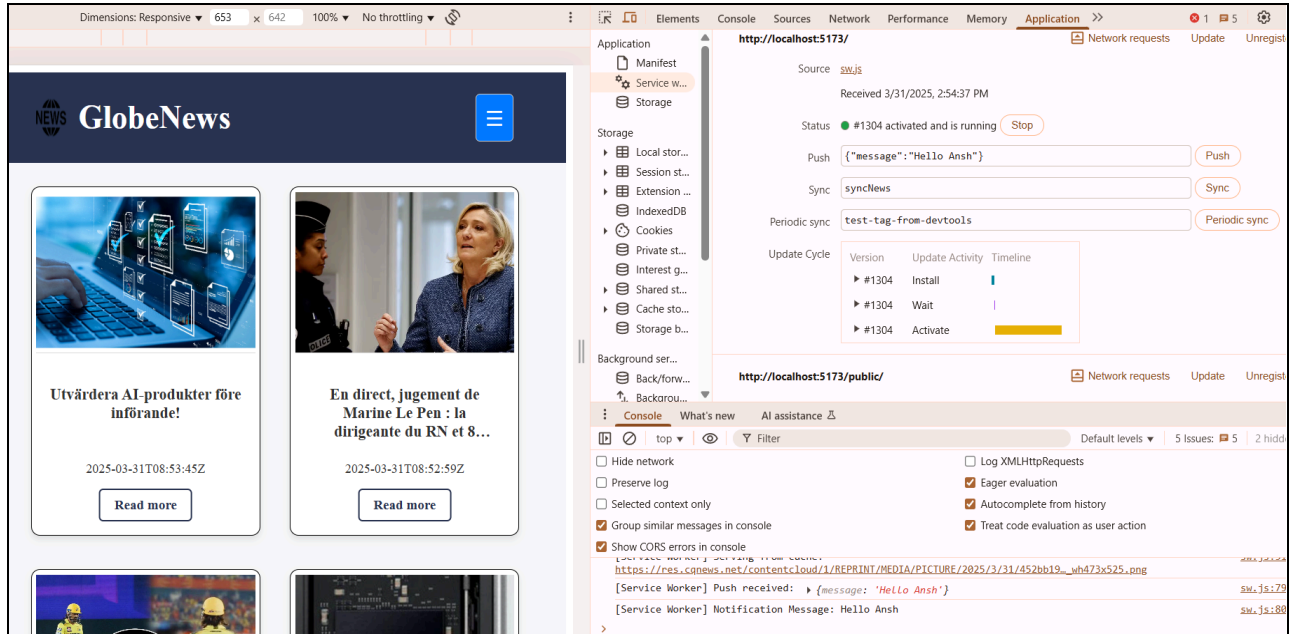 Dimensions: Responsive ▼ 653 x 642 100% ▼ No throttling ▼
NEWS GlobeNews ☰
Utvärdera AI-produkter före
införande!
2025-03-31T08:53:45Z
Read more
En direct, jugement de
Marine Le Pen : la
dirigeante du RN et 8…
2025-03-31T08:52:59Z
Read more
POLICE
Elements Console Sources Network Performance Memory Application 1 5
Application
Manifest
Service w...
Storage
Storage
Local stor...
Session st...
Extension ...
IndexedDB
Cookies
Private st...
Interest g...
Shared st...
Cache sto...
Storage b...
Background ser...
Back/forw...
Backgrou...
http://localhost:5173/ Network requests Update Unregist
Source sw.js
Received 3/31/2025, 2:54:37 PM
Status #1304 activated and is running Stop
Push {"message":"Hello Ansh"} Push
Sync syncNews Sync
Periodic sync test-tag-from-devtools Periodic sync
Update Cycle Version Update Activity Timeline
#1304 Install
#1304 Wait
#1304 Activate
http://localhost:5173/public/ Network requests Update Unregist
Console What's new AI assistance
top ▼ Filter Default levels ▼ 5 Issues: 5 2 hidd
Hide network
Log XMLHttpRequests
Preserve log
Eager evaluation
Selected context only
Autocomplete from history
Group similar messages in console
Treat code evaluation as user action
Show CORS errors in console
[Service Worker] Serving from cache:
https://res.cqnews.net/contentcloud/1/REPRINT/MEDIA/PICTURE/2025/3/31/452bb19…_wh473x525.png
[Service Worker] Push received: {message: 'Hello Ansh'} sw.js:79
[Service Worker] Notification Message: Hello Ansh sw.js:80